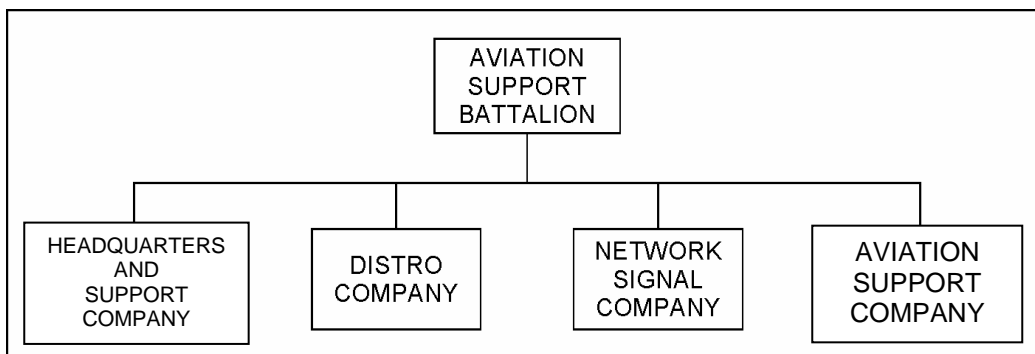 AVIATION
SUPPORT
BATTALION
HEADQUARTERS
AND
SUPPORT
COMPANY
DISTRO
COMPANY
NETWORK
SIGNAL
COMPANY
AVIATION
SUPPORT
COMPANY